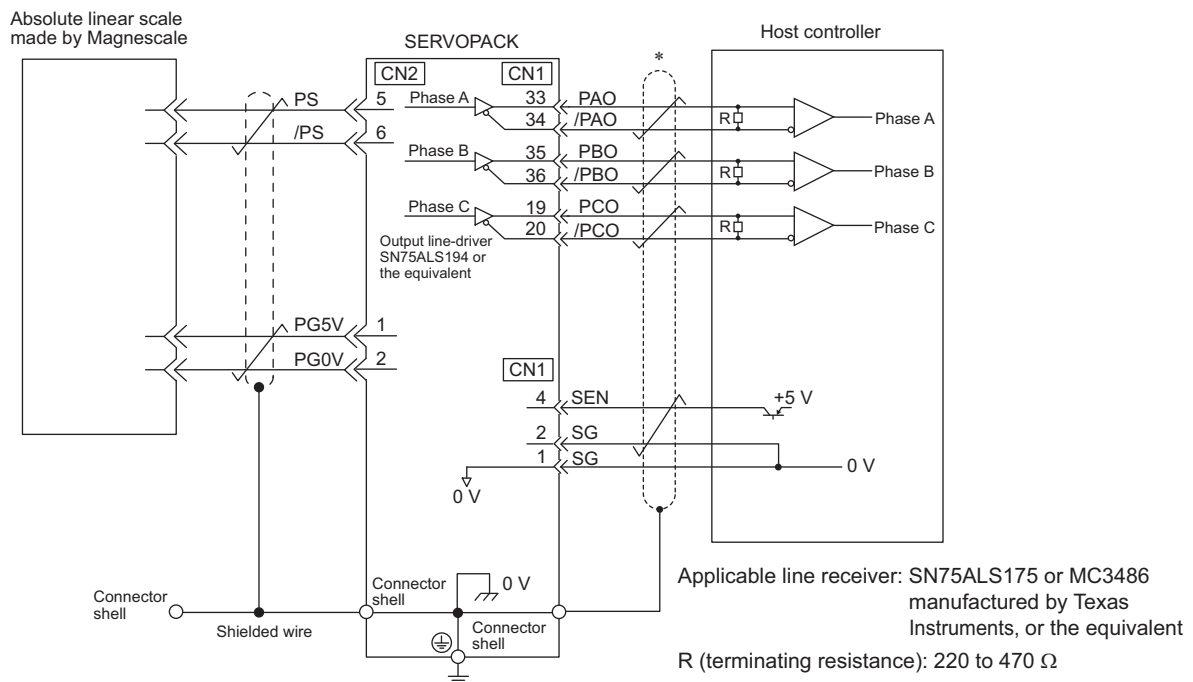 Absolute linear scale
made by Magnescale
SERVOPACK
Host controller
CN2
CN1
*
PS
5
Phase A
33
PAO
34
/PAO
R
Phase A
/PS
6
Phase B
35
PBO
36
/PBO
R
Phase B
Phase C
19
PCO
20
/PCO
R
Phase C
Output line-driver
SN75ALS194 or
the equivalent
PG5V
1
PG0V
2
CN1
4
SEN
+5 V
2
SG
1
SG
0 V
0 V
Connector
shell
Shielded wire
Connector
shell
0 V
Connector
shell
Applicable line receiver: SN75ALS175 or MC3486
manufactured by Texas
Instruments, or the equivalent
R (terminating resistance): 220 to 470 Ω